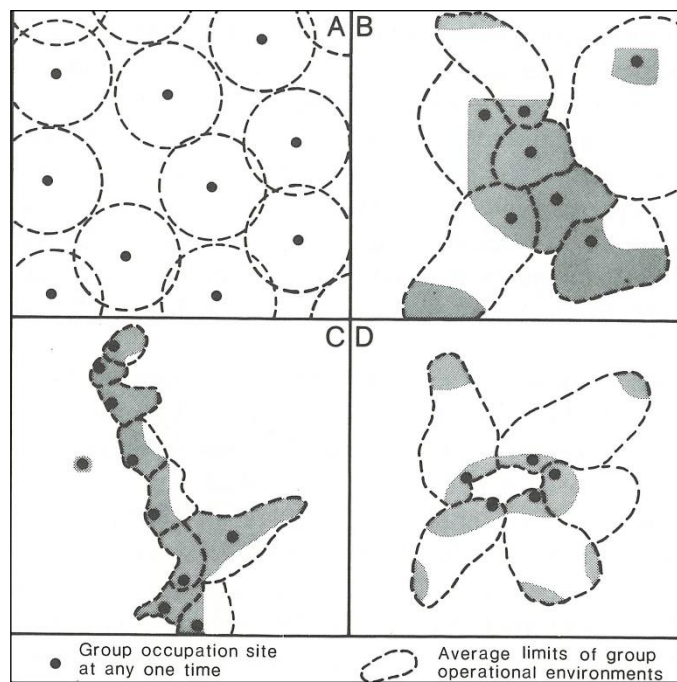 A
B
C
D
Group occupation site
at any one time
Average limits of group
operational environments